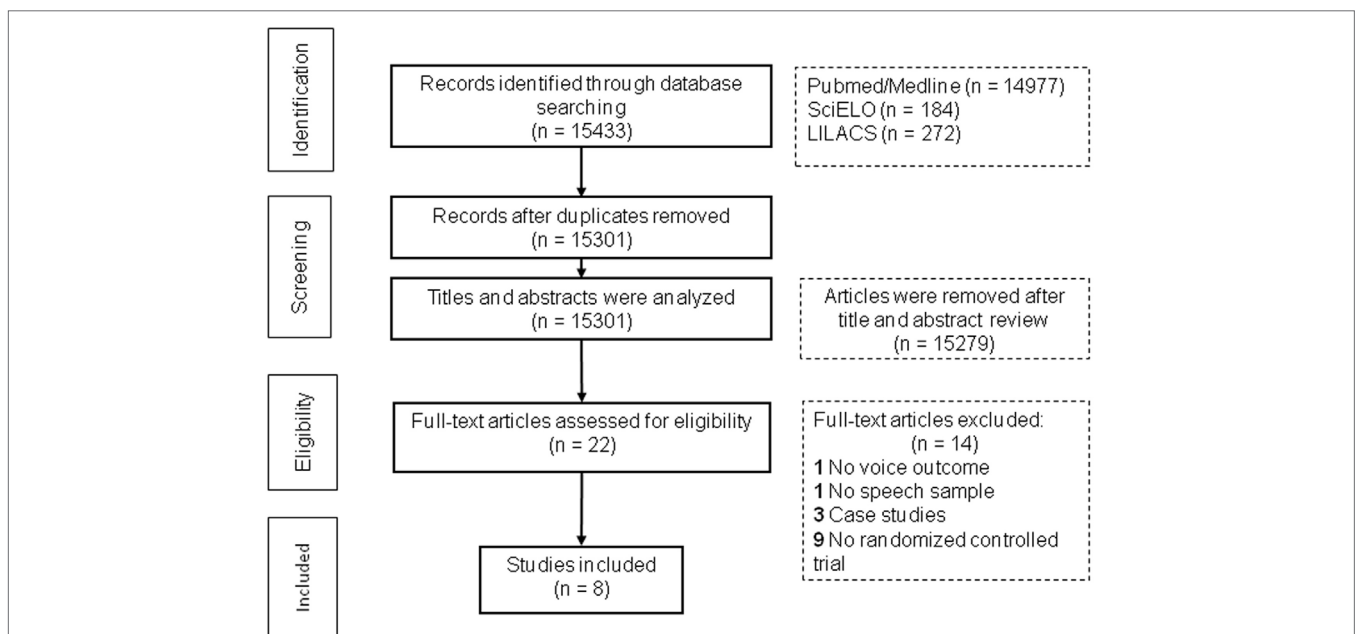 Identification
Records identified through database
searching
(n = 15433)
Pubmed/Medline (n = 14977)
SciELO (n = 184)
LILACS (n = 272)
Screening
Records after duplicates removed
(n = 15301)
Titles and abstracts were analyzed
(n = 15301)
Articles were removed after
title and abstract review
(n = 15279)
Eligibility
Full-text articles assessed for eligibility
(n = 22)
Full-text articles excluded:
(n = 14)
1 No voice outcome
1 No speech sample
3 Case studies
9 No randomized controlled
trial
Included
Studies included
(n = 8)